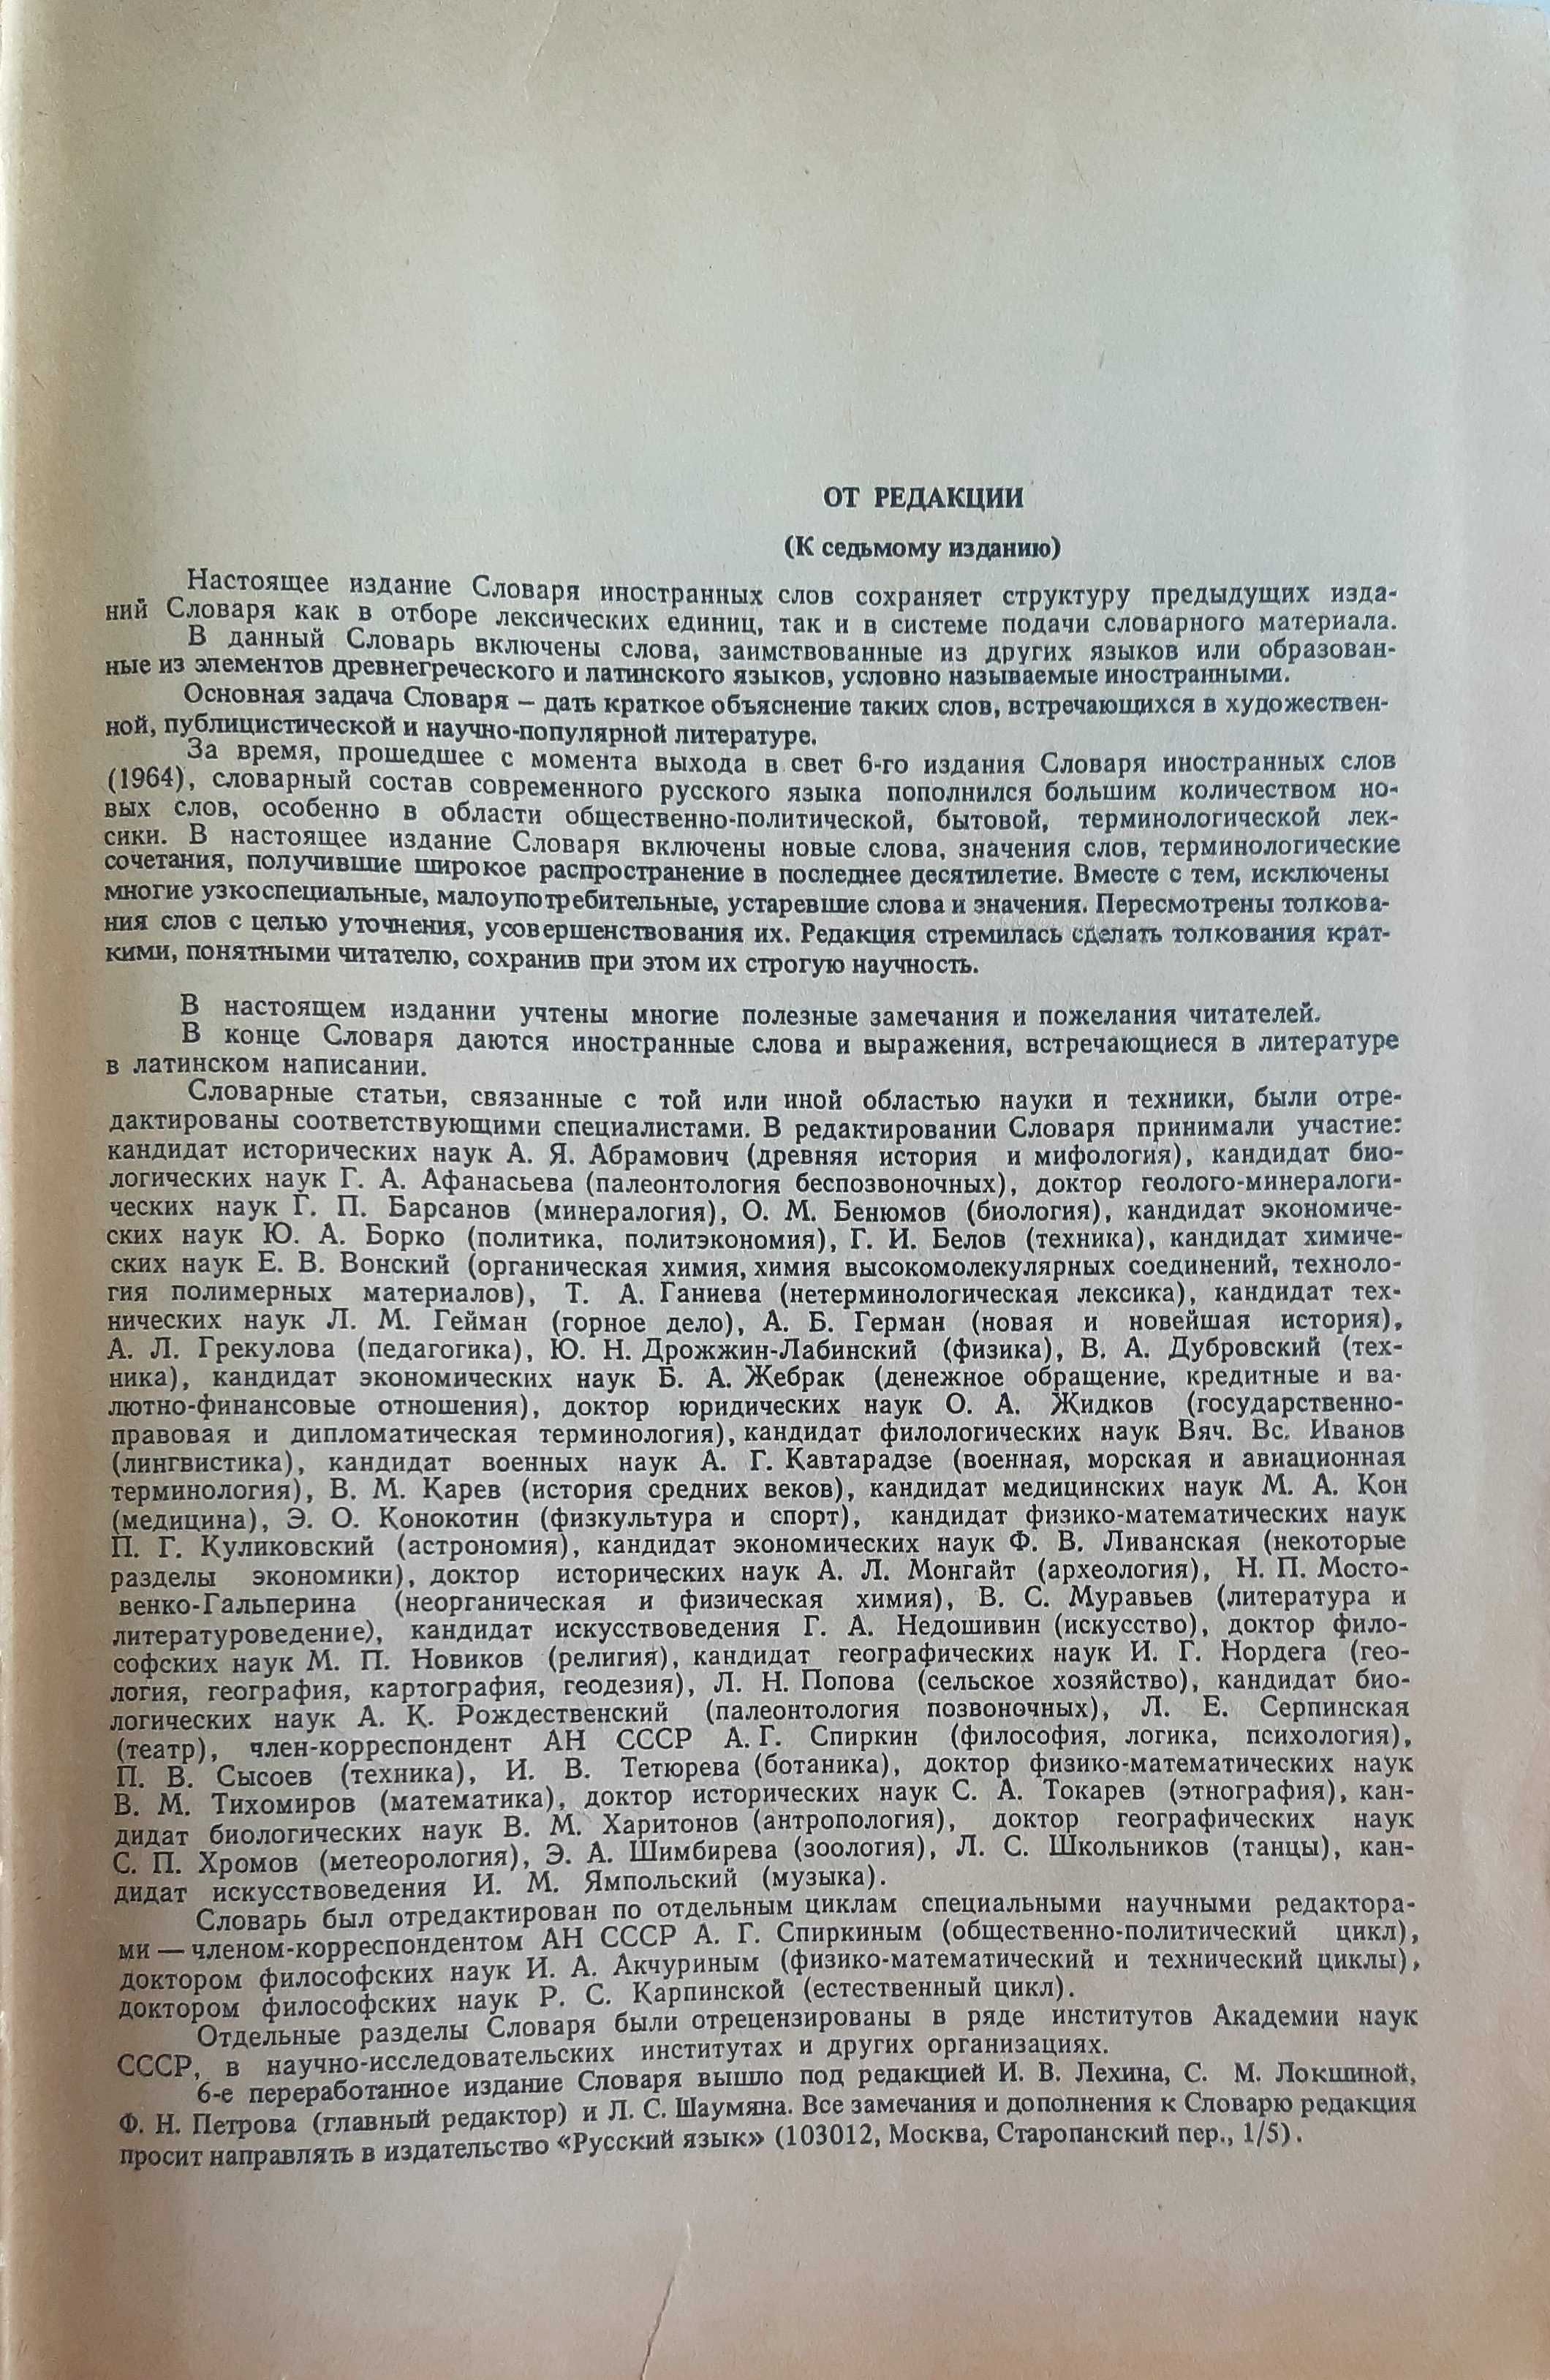 ОТ РЕДАКЦИИ
(К седьмому изданию)
Настоящее издание Словаря иностранных слов сохраняет структуру предыдущих изда-
ний Словаря как в отборе лексических единиц, так и в системе подачи словарного материала.
В данный Словарь включены слова, заимствованные из других языков или образован-
ные из элементов древнегреческого и латинского языков, условно называемые иностранными.
Основная задача Словаря — дать краткое объяснение таких слов, встречающихся в художествен-
ной, публицистической и научно-популярной литературе.
За время, прошедшее с момента выхода в свет 6-го издания Словаря иностранных слов
(1964), словарный состав современного русского языка пополнился большим количеством но-
вых слов, особенно в области общественно-политической, бытовой, терминологической лек-
сики. В настоящее издание Словаря включены новые слова, значения слов, терминологические
сочетания, получившие широкое распространение в последнее десятилетие. Вместе с тем, исключены
многие узкоспециальные, малоупотребительные, устаревшие слова и значения. Пересмотрены толкова-
ния слов с целью уточнения, усовершенствования их. Редакция стремилась сделать толкования крат-
кими, понятными читателю, сохранив при этом их строгую научность.
В настоящем издании учтены многие полезные замечания и пожелания читателей.
В конце Словаря даются иностранные слова и выражения, встречающиеся в литературе
в латинском написании.
Словарные статьи, связанные с той или иной областью науки и техники, были отре-
дактированы соответствующими специалистами. В редактировании Словаря принимали участие:
кандидат исторических наук А. Я. Абрамович (древняя история и мифология), кандидат био-
логических наук Г. А. Афанасьева (палеонтология беспозвоночных), доктор геолого-минералоги-
ческих наук Г. П. Барсанов (минералогия), О. М. Бенюмов (биология), кандидат экономиче-
ских наук Ю. А. Борко (политика, политэкономия), Г. И. Белов (техника), кандидат химиче-
ских наук Е. В. Вонский (органическая химия, химия высокомолекулярных соединений, техноло-
гия полимерных материалов), Т. А. Ганиева (нетерминологическая лексика), кандидат тех-
нических наук Л. М. Гейман (горное дело), А. Б. Герман (новая и новейшая история),
А. Л. Грекулова (педагогика), Ю. Н. Дрожжин-Лабинский (физика), В. А. Дубровский (тех-
ника), кандидат экономических наук Б. А. Жебрак (денежное обращение, кредитные и ва-
лютно-финансовые отношения), доктор юридических наук О. А. Жидков (государственно-
правовая и дипломатическая терминология), кандидат филологических наук Вяч. Вс. Иванов
(лингвистика), кандидат военных наук А. Г. Кавтарадзе (военная, морская и авиационная
терминология), В. М. Карев (история средних веков), кандидат медицинских наук М. А. Кон
(медицина), Э. О. Конокотин (физкультура и спорт), кандидат физико-математических наук
П. Г. Куликовский (астрономия), кандидат экономических наук Ф. В. Ливанская (некоторые
разделы экономики), доктор исторических наук А. Л. Монгайт (археология), Н. П. Мосто-
венко-Гальперина (неорганическая и физическая химия), В. С. Муравьев (литература и
литературоведение), кандидат искусствоведения Г. А. Недошивин (искусство), доктор фило-
софских наук М. П. Новиков (религия), кандидат географических наук И. Г. Нордега (гео-
логия, география, картография, геодезия), Л. Н. Попова (сельское хозяйство), кандидат био-
логических наук А. К. Рождественский (палеонтология позвоночных), Л. Е. Серпинская
(театр), член-корреспондент АН СССР А. Г. Спиркин (философия, логика, психология),
П. В. Сысоев (техника), И. В. Тетюрева (ботаника), доктор физико-математических наук
В. М. Тихомиров (математика), доктор исторических наук С. А. Токарев (этнография), кан-
дидат биологических наук В. М. Харитонов (антропология), доктор географических наук
С. П. Хромов (метеорология), Э. А. Шимбирева (зоология), Л. С. Школьников (танцы), кан-
дидат искусствоведения И. М. Ямпольский (музыка).
Словарь был отредактирован по отдельным циклам специальными научными редактора-
ми — членом-корреспондентом АН СССР А. Г. Спиркиным (общественно-политический цикл),
доктором философских наук И. А. Акчуриным (физико-математический и технический циклы),
доктором философских наук Р. С. Карпинской (естественный цикл).
Отдельные разделы Словаря были отрецензированы в ряде институтов Академии наук
СССР, в научно-исследовательских институтах и других организациях.
6-е переработанное издание Словаря вышло под редакцией И. В. Лехина, С. М. Локшиной,
Ф. Н. Петрова (главный редактор) и Л. С. Шаумяна. Все замечания и дополнения к Словарю редакция
просит направлять в издательство «Русский язык» (103012, Москва, Старопанский пер., 1/5).